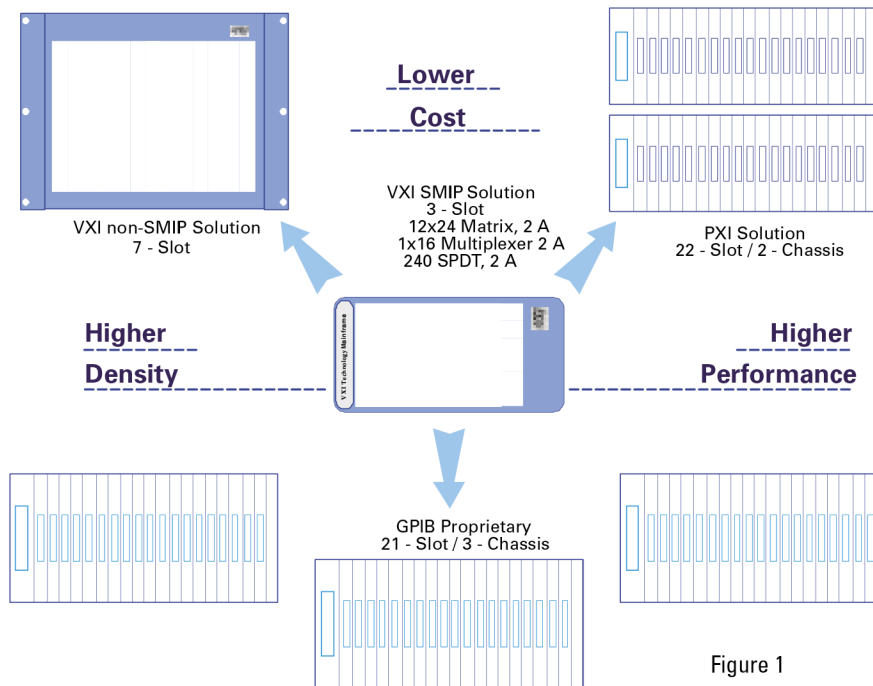 Lower
Cost
VXI non-SMIP Solution
7 - Slot
VXI SMIP Solution
3 - Slot
12x24 Matrix, 2 A
1x16 Multiplexer 2 A
240 SPDT, 2 A
PXI Solution
22 - Slot / 2 - Chassis
Higher
Density
VXI Technology Mainframe
Higher
Performance
GPIB Proprietary
21 - Slot / 3 - Chassis
Figure 1